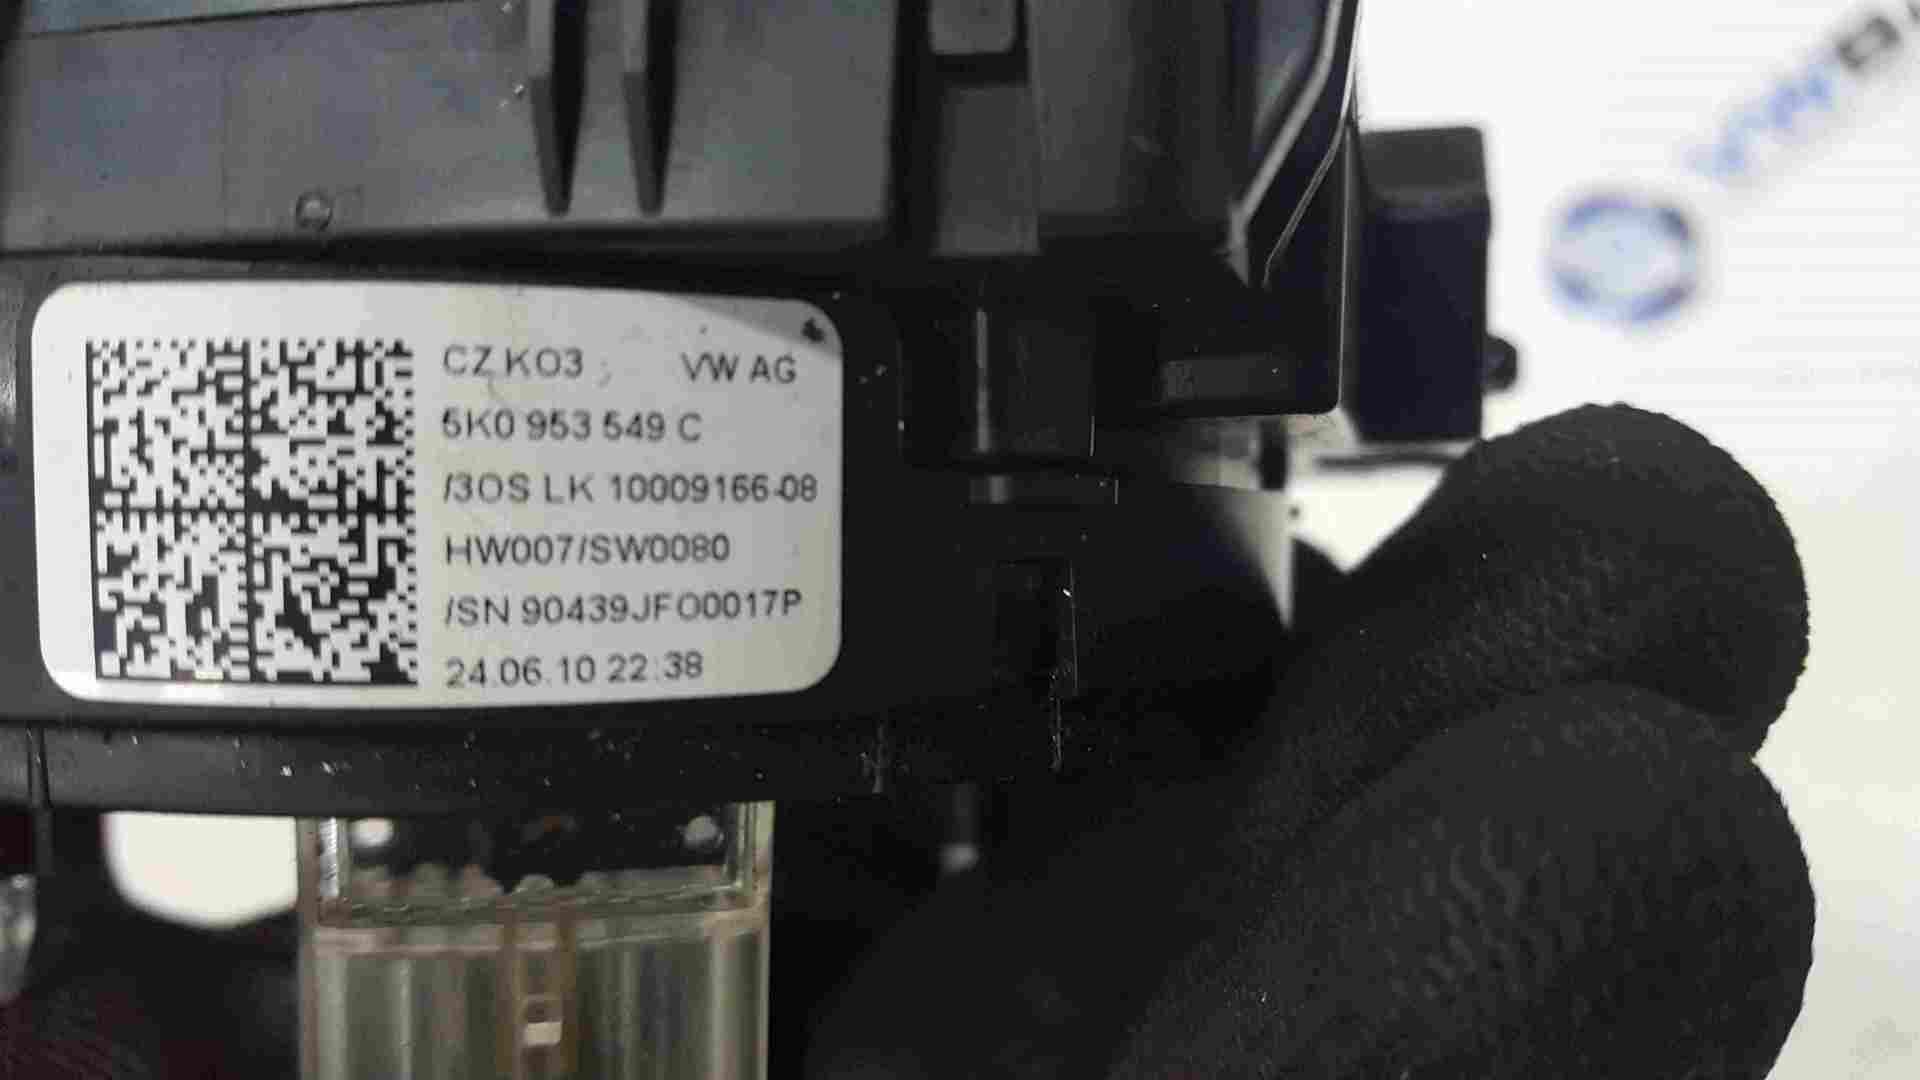 CZ KO3 VW AG
5K0 953 549 C
/3OS LK 10009166-08
HW007/SW0080
/SN 90439JFO0017P
24.06.10 22:38